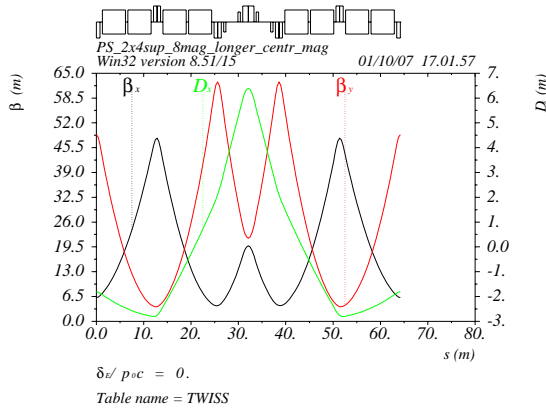 PS_2x4sup_8mag_longer_centr_mag
Win32 version 8.51/15 01/10/07 17.01.57
β (m)
65.0
58.5
52.0
45.5
39.0
32.5
26.0
19.5
13.0
6.5
0.0
βx Dx βy
7.
6.
5.
4.
3.
2.
1.
0.0
-1.
-2.
-3.
D (m)
0.0 10. 20. 30. 40. 50. 60. 70. 80.
s (m)
δE/ p0c = 0.
Table name = TWISS